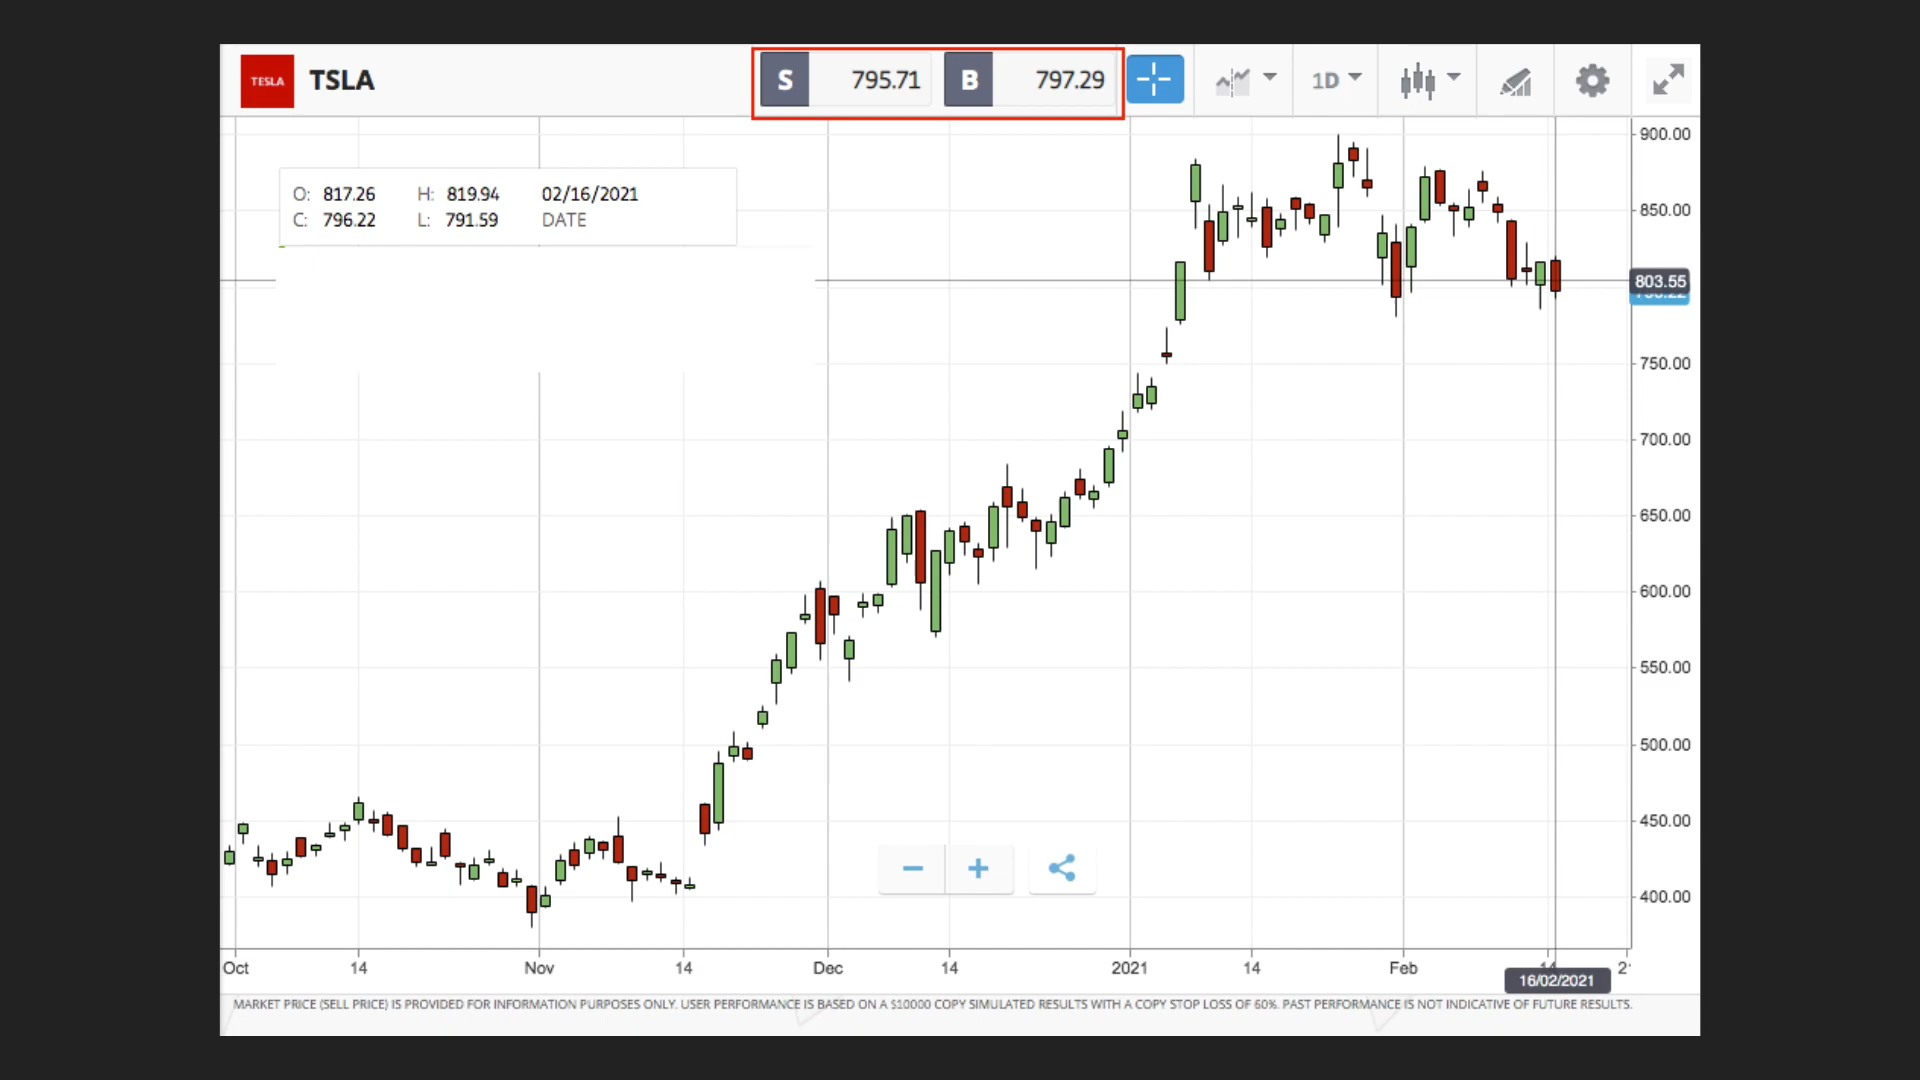 TESLA TSLA S 795.71 B 797.29 1D
O: 817.26 H: 819.94 02/16/2021
C: 796.22 L: 791.59 DATE
900.00
850.00
803.55
750.00
700.00
650.00
600.00
550.00
500.00
450.00
400.00
Oct 14 Nov 14 Dec 14 2021 14 Feb 14
16/02/2021
MARKET PRICE (SELL PRICE) IS PROVIDED FOR INFORMATION PURPOSES ONLY. USER PERFORMANCE IS BASED ON A $10000 COPY SIMULATED RESULTS WITH A COPY STOP LOSS OF 60%. PAST PERFORMANCE IS NOT INDICATIVE OF FUTURE RESULTS.